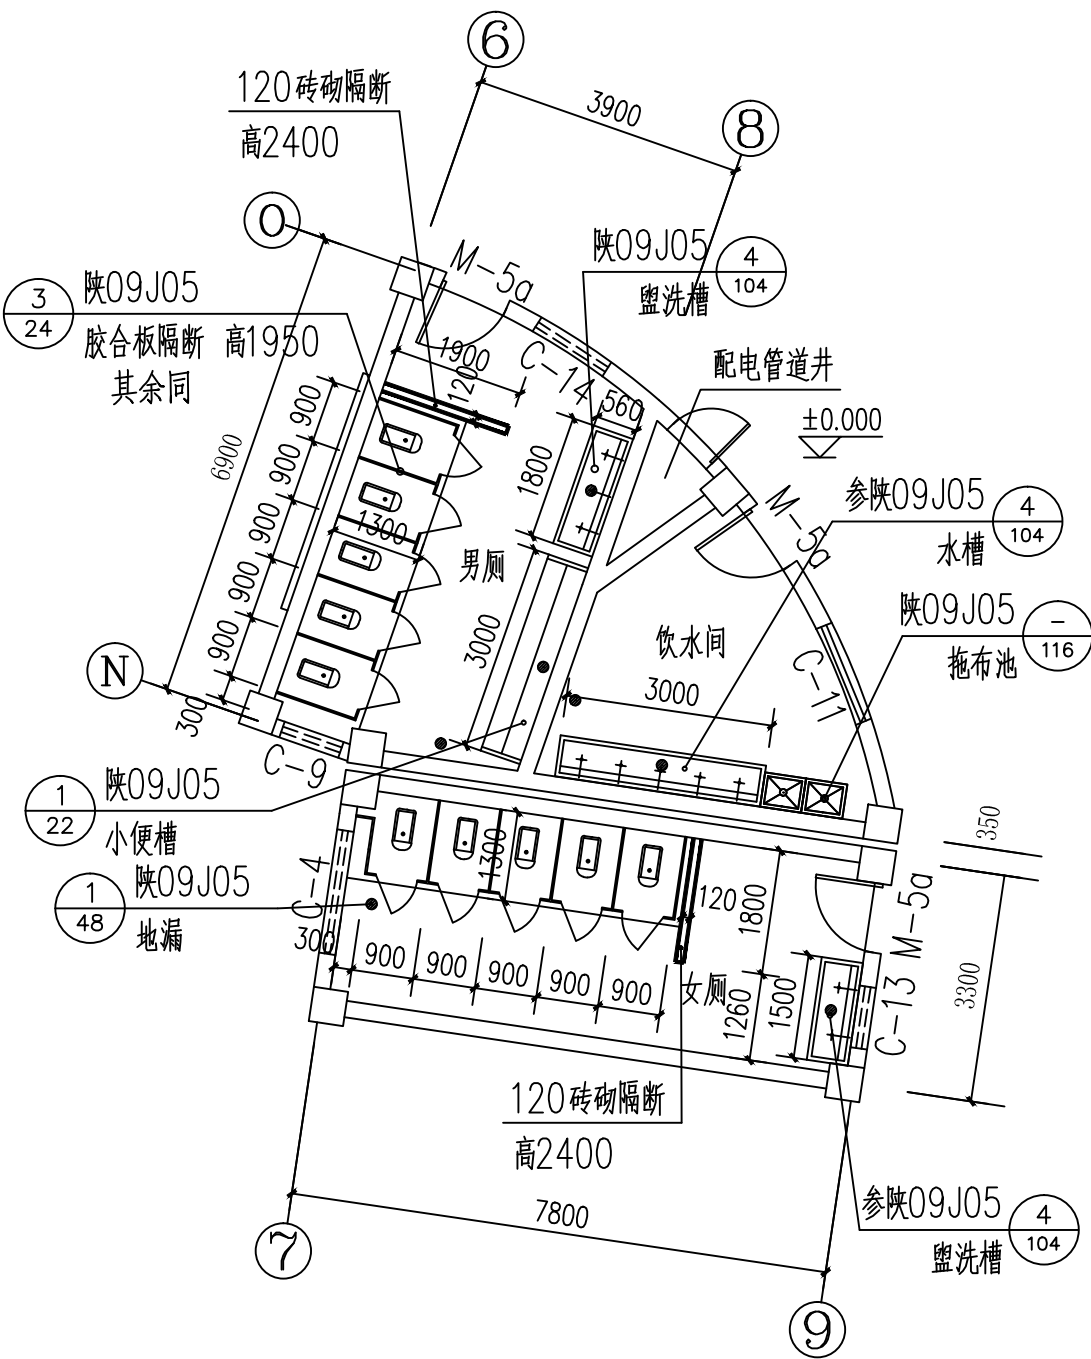 6
120砖砌隔断
高2400
3900
8
O
M-5a
陕09J05
4
104
盥洗槽
3
24
陕09J05
胶合板隔断 高1950
其余同
1900
120
C-14
560
配电管道井
±0.000
6900
900
900
900
900
900
300
1300
1800
男厕
3000
M-5a
参陕09J05
4
104
水槽
陕09J05
-
116
拖布池
饮水间
3000
C-11
N
C-9
1
22
陕09J05
小便槽
1
48
陕09J05
地漏
C-4
300
1300
120
1800
350
M-5a
900
900
900
900
900
女厕
1260
1500
C-13
3300
120砖砌隔断
高2400
7800
7
9
参陕09J05
4
104
盥洗槽